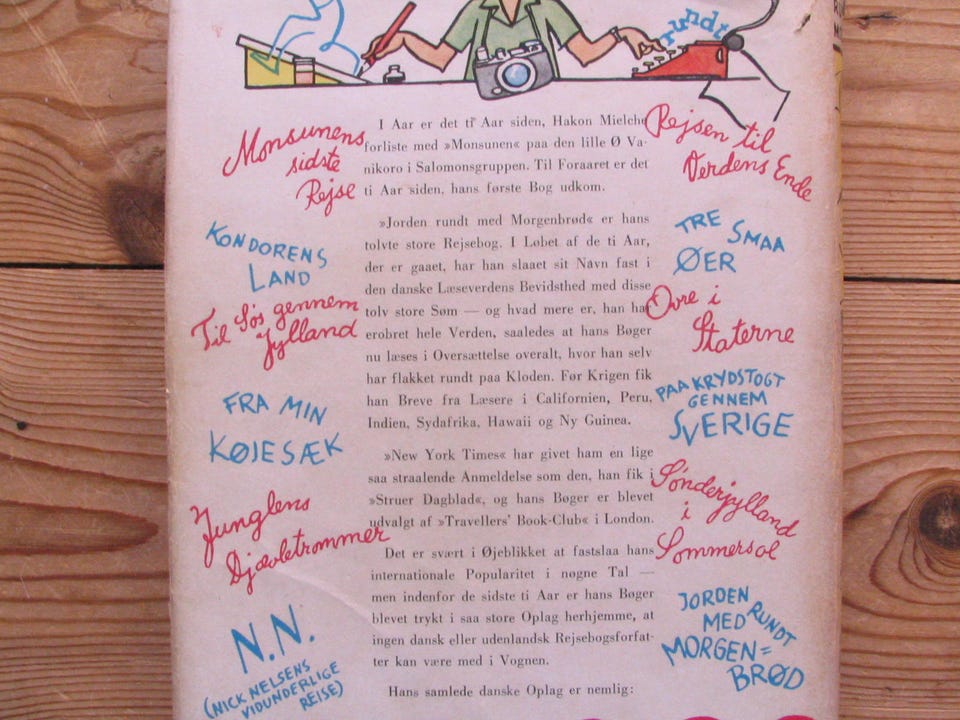 rundt
Monsunens
sidste
Rejse
Kondorens
Land
Til Søs gennem
Jylland
Fra min
Køjesæk
Junglens
Djævletrommer
N.N.
(Nick Nelsens
vidunderlige
Rejse)
I Aar er det ti Aar siden, Hakon Mielche
forliste med »Monsunen« paa den lille Ø Va-
nikoro i Salomonsgruppen. Til Foraaret er det
ti Aar siden, hans første Bog udkom.
»Jorden rundt med Morgenbrød« er hans
tolvte store Rejsebog. I Løbet af de ti Aar,
der er gaaet, har han slaaet sit Navn fast i
den danske Læseverdens Bevidsthed med disse
tolv store Søm — og hvad mere er, han har
erobret hele Verden, saaledes at hans Bøger
nu læses i Oversættelse overalt, hvor han selv
har flakket rundt paa Kloden. Før Krigen fik
han Breve fra Læsere i Californien, Peru,
Indien, Sydafrika, Hawaii og Ny Guinea.
»New York Times« har givet ham en lige
saa straalende Anmeldelse som den, han fik i
»Struer Dagblad«, og hans Bøger er blevet
udvalgt af »Travellers' Book-Club« i London.
Det er svært i Øjeblikket at fastslaa hans
internationale Popularitet i nøgne Tal —
men indenfor de sidste ti Aar er hans Bøger
blevet trykt i saa store Oplag herhjemme, at
ingen dansk eller udenlandsk Rejsebogsforfat-
ter kan være med i Vognen.
Hans samlede danske Oplag er nemlig:
Rejsen til
Verdens Ende
Tre Smaa
Øer
Ovre i
Staterne
Paa Krydstogt
gennem
Sverige
Sønderjylland
i
Sommersol
Jorden
rundt
med
Morgen=
brød